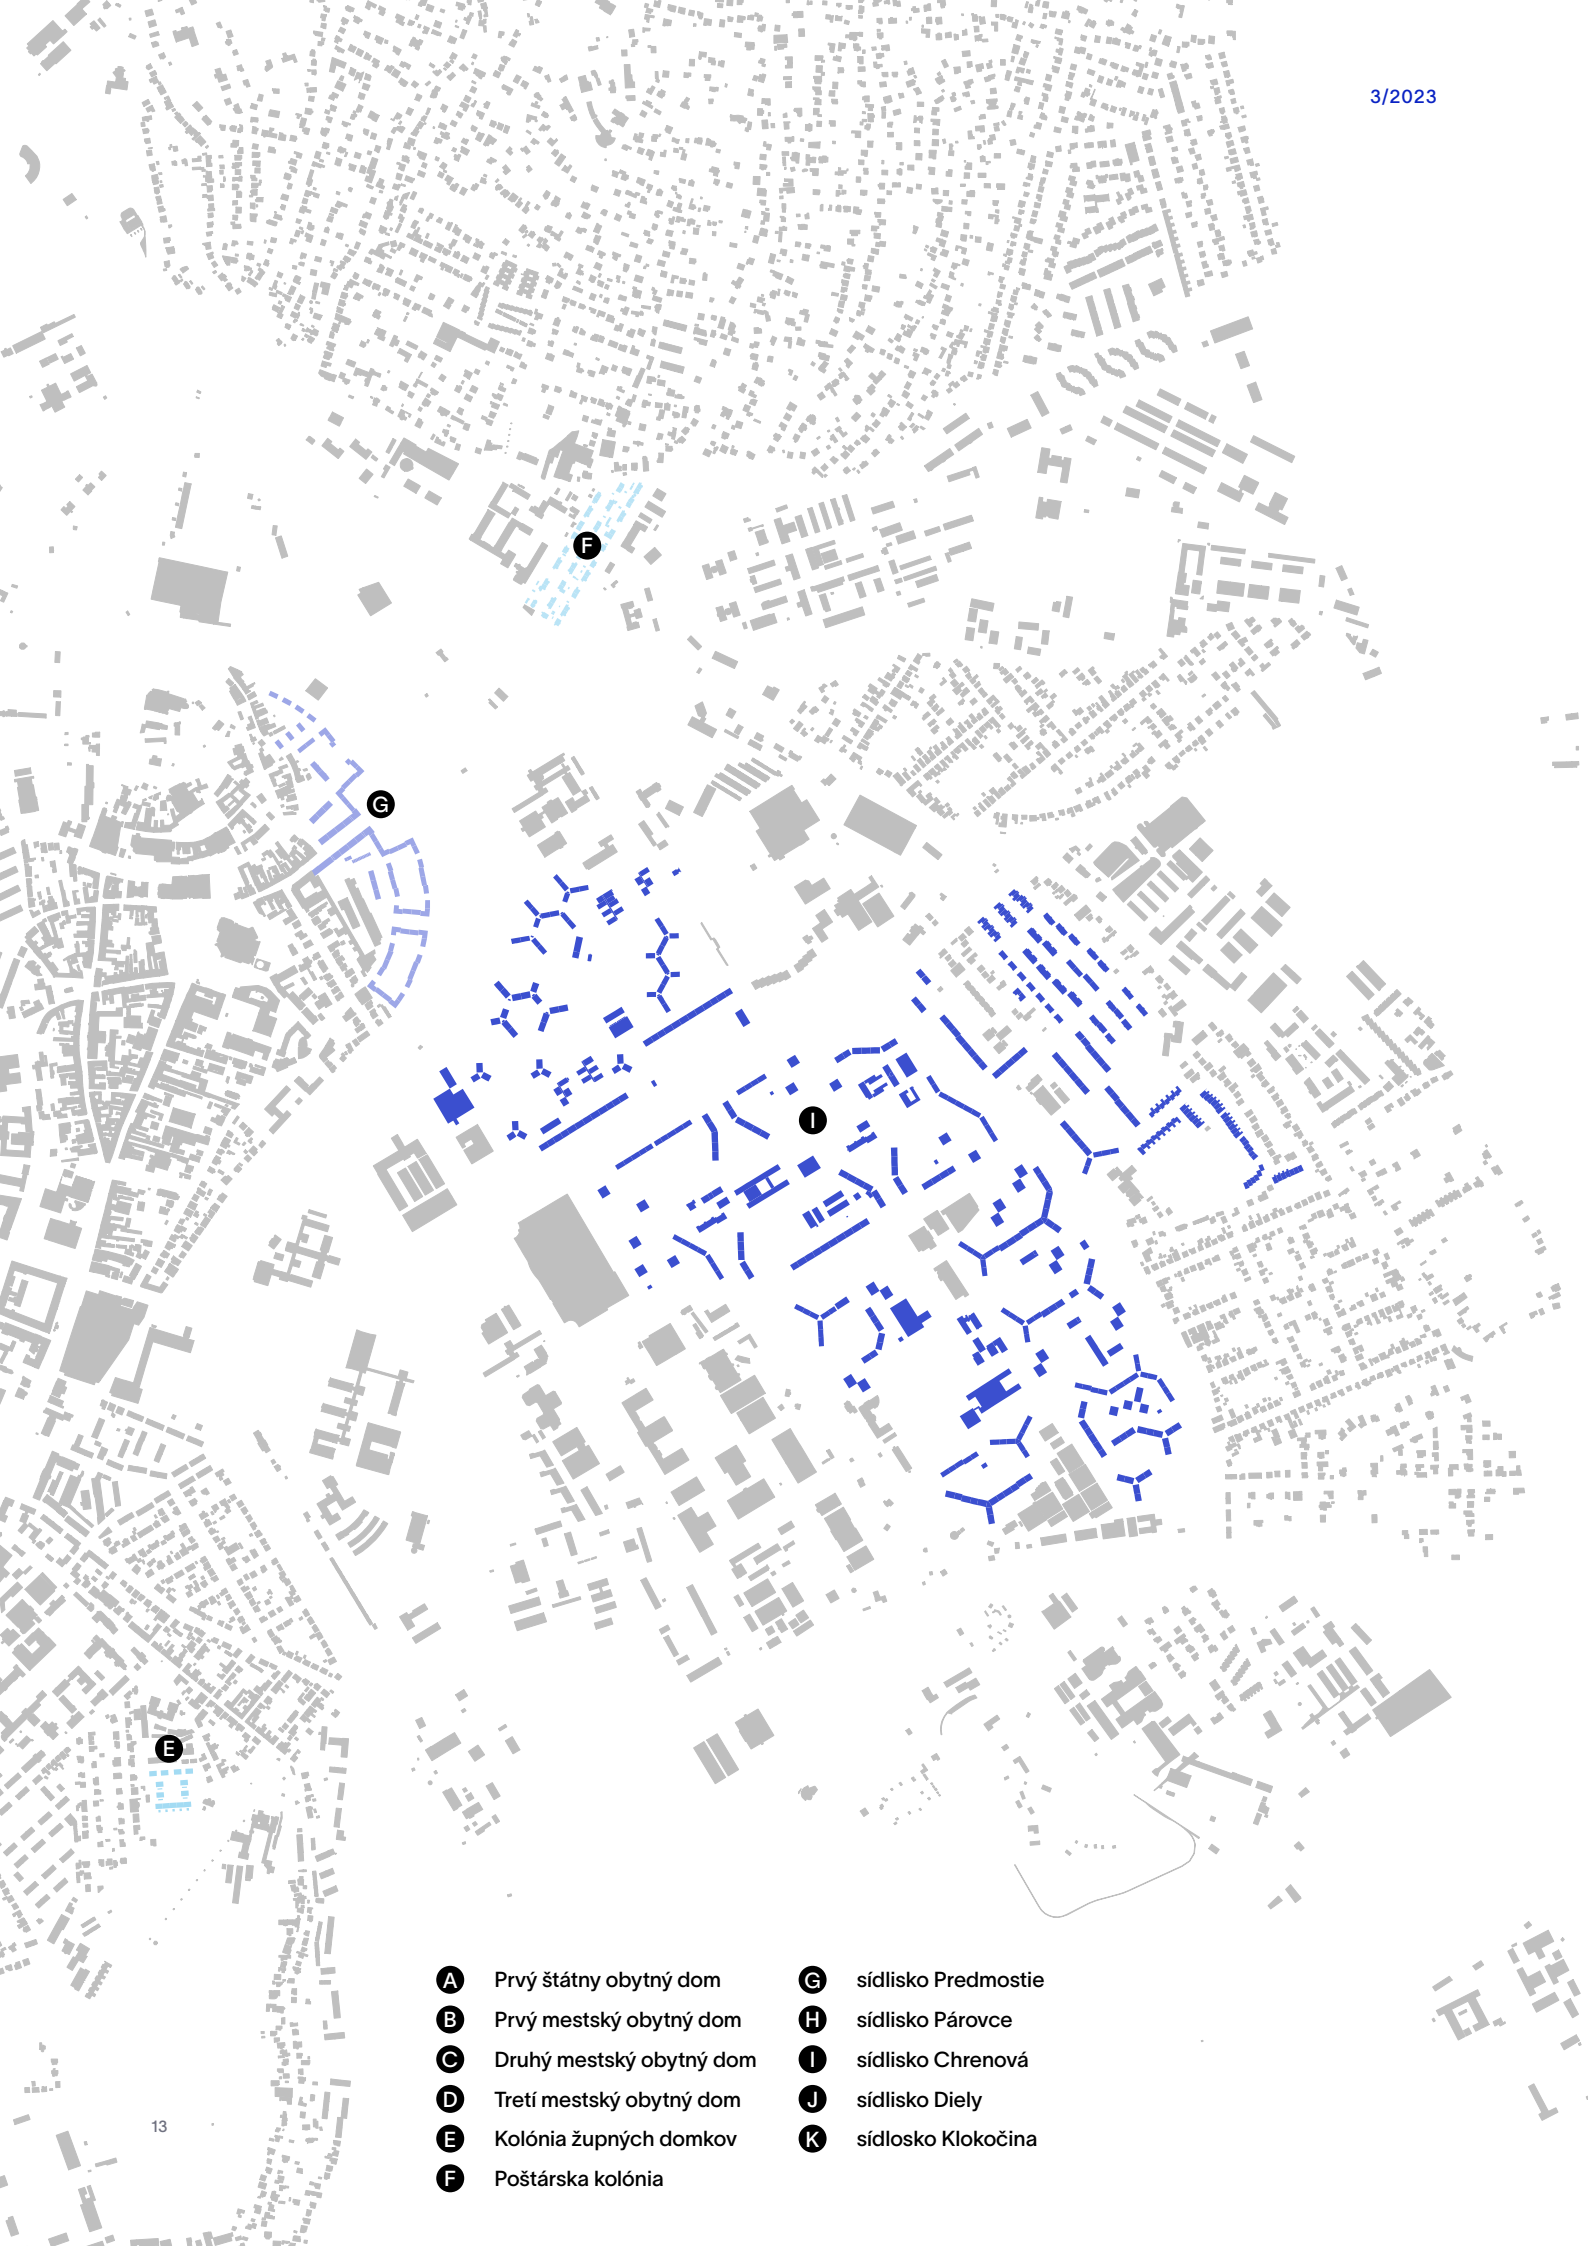 3/2023
F
G
I
E
A Prvý štátny obytný dom
B Prvý mestský obytný dom
C Druhý mestský obytný dom
D Tretí mestský obytný dom
E Kolónia župných domkov
F Poštárska kolónia
G sídlisko Predmostie
H sídlisko Párovce
I sídlisko Chrenová
J sídlisko Diely
K sídlosko Klokočina
13